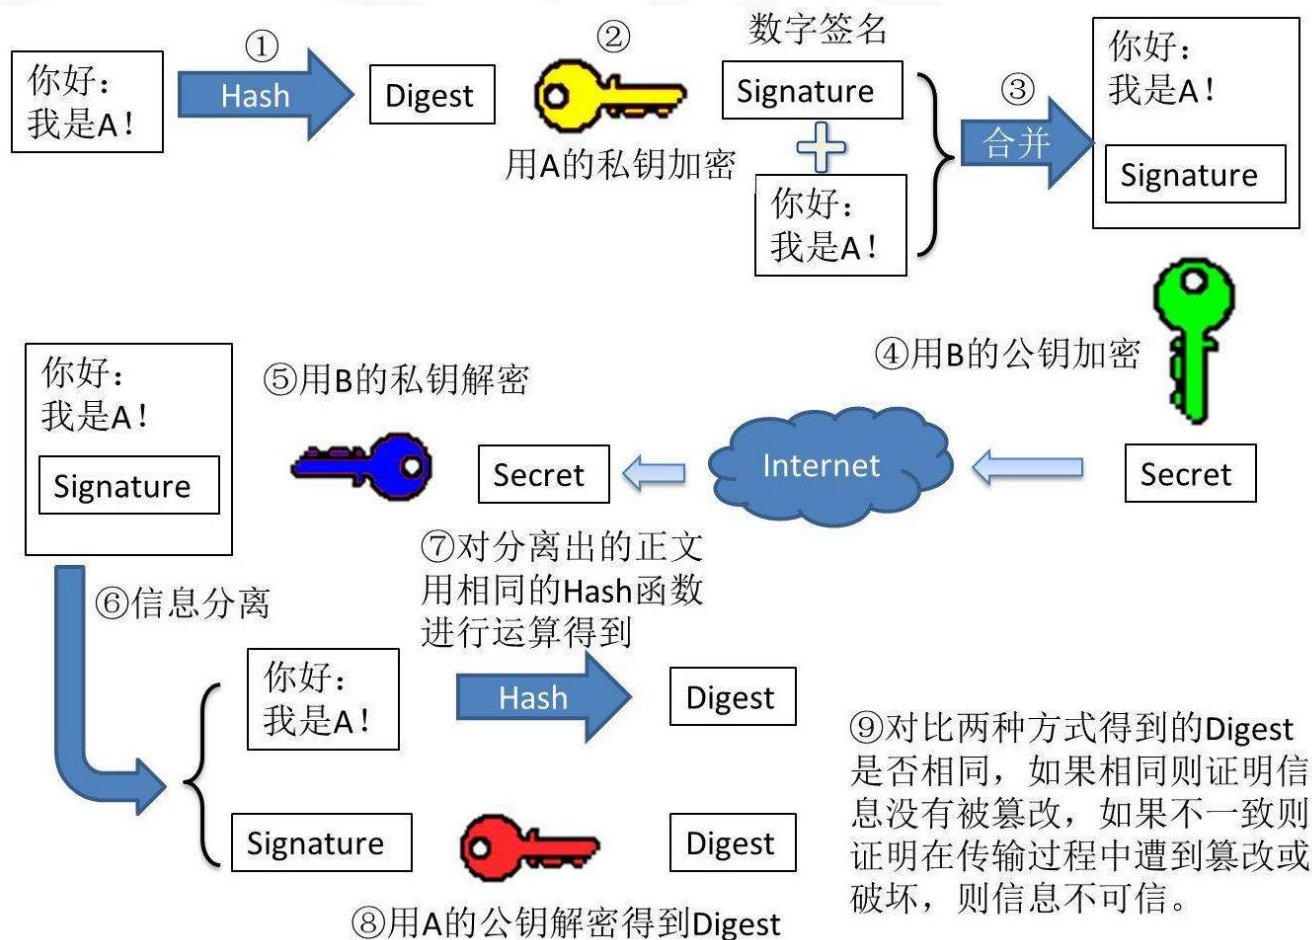 ①
你好：
我是A！
Hash
Digest
②
用A的私钥加密
数字签名
Signature
你好：
我是A！
③
合并
你好：
我是A！
Signature
④用B的公钥加密
Secret
Internet
Secret
⑤用B的私钥解密
你好：
我是A！
Signature
⑥信息分离
⑦对分离出的正文
用相同的Hash函数
进行运算得到
你好：
我是A！
Hash
Digest
Signature
Digest
⑧用A的公钥解密得到Digest
⑨对比两种方式得到的Digest
是否相同，如果相同则证明信
息没有被篡改，如果不一致则
证明在传输过程中遭到篡改或
破坏，则信息不可信。